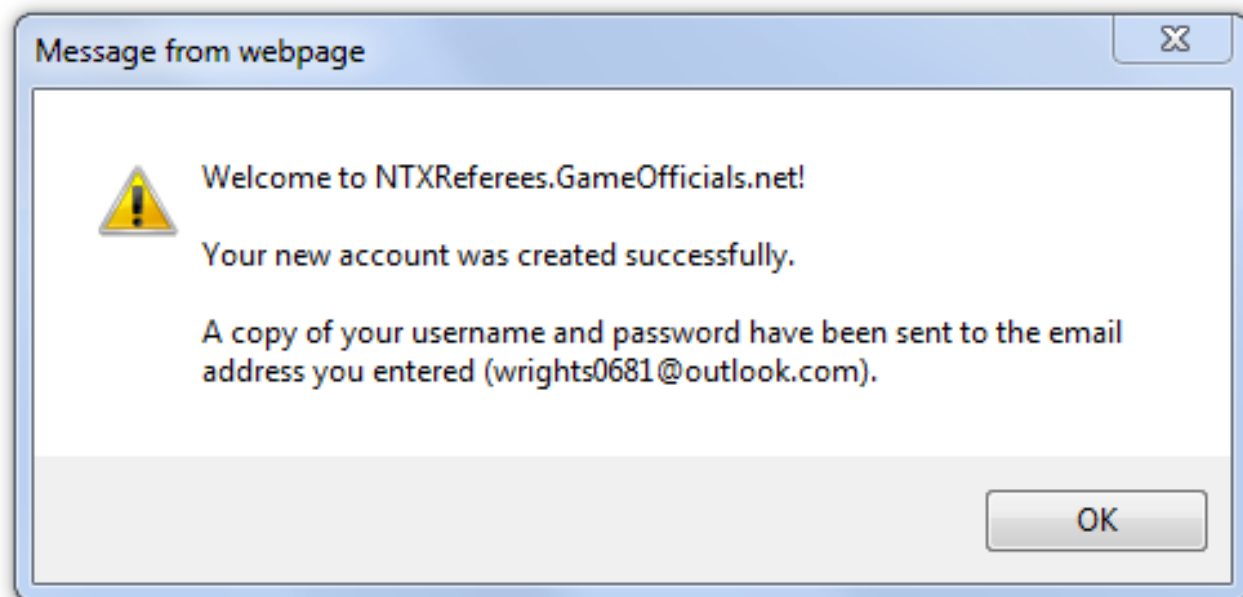 Message from webpage
Welcome to NTXReferees.GameOfficials.net!
Your new account was created successfully.
A copy of your username and password have been sent to the email
address you entered (wrights0681@outlook.com).
OK